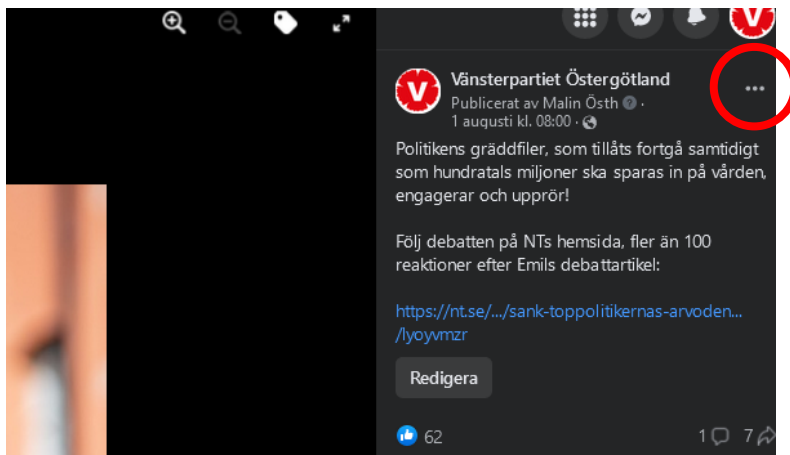 Vänsterpartiet Östergötland
Publicerat av Malin Östh ·
1 augusti kl. 08:00 ·
Politikens gräddfiler, som tillåts fortgå samtidigt
som hundratals miljoner ska sparas in på vården,
engagerar och upprör!
Följ debatten på NTs hemsida, fler än 100
reaktioner efter Emils debattartikel:
https://nt.se/.../sank-toppolitikernas-arvoden...
/lyoyvmzr
Redigera
62 1 7